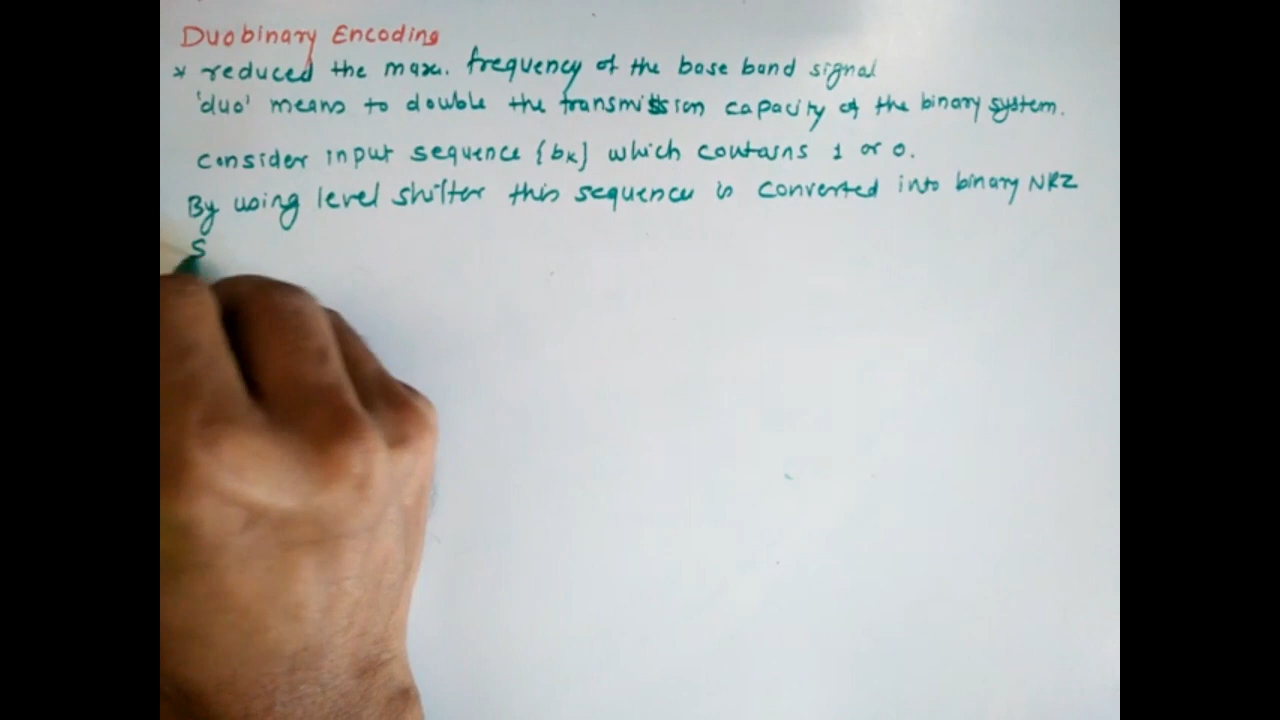 Duobinary Encoding
* reduced the max. frequency of the base band signal
'duo' means to double the transmission capacity of the binary system.
Consider input sequence {bk} which contains 1 or 0.
By using level shifter this sequence is converted into binary NRZ
S